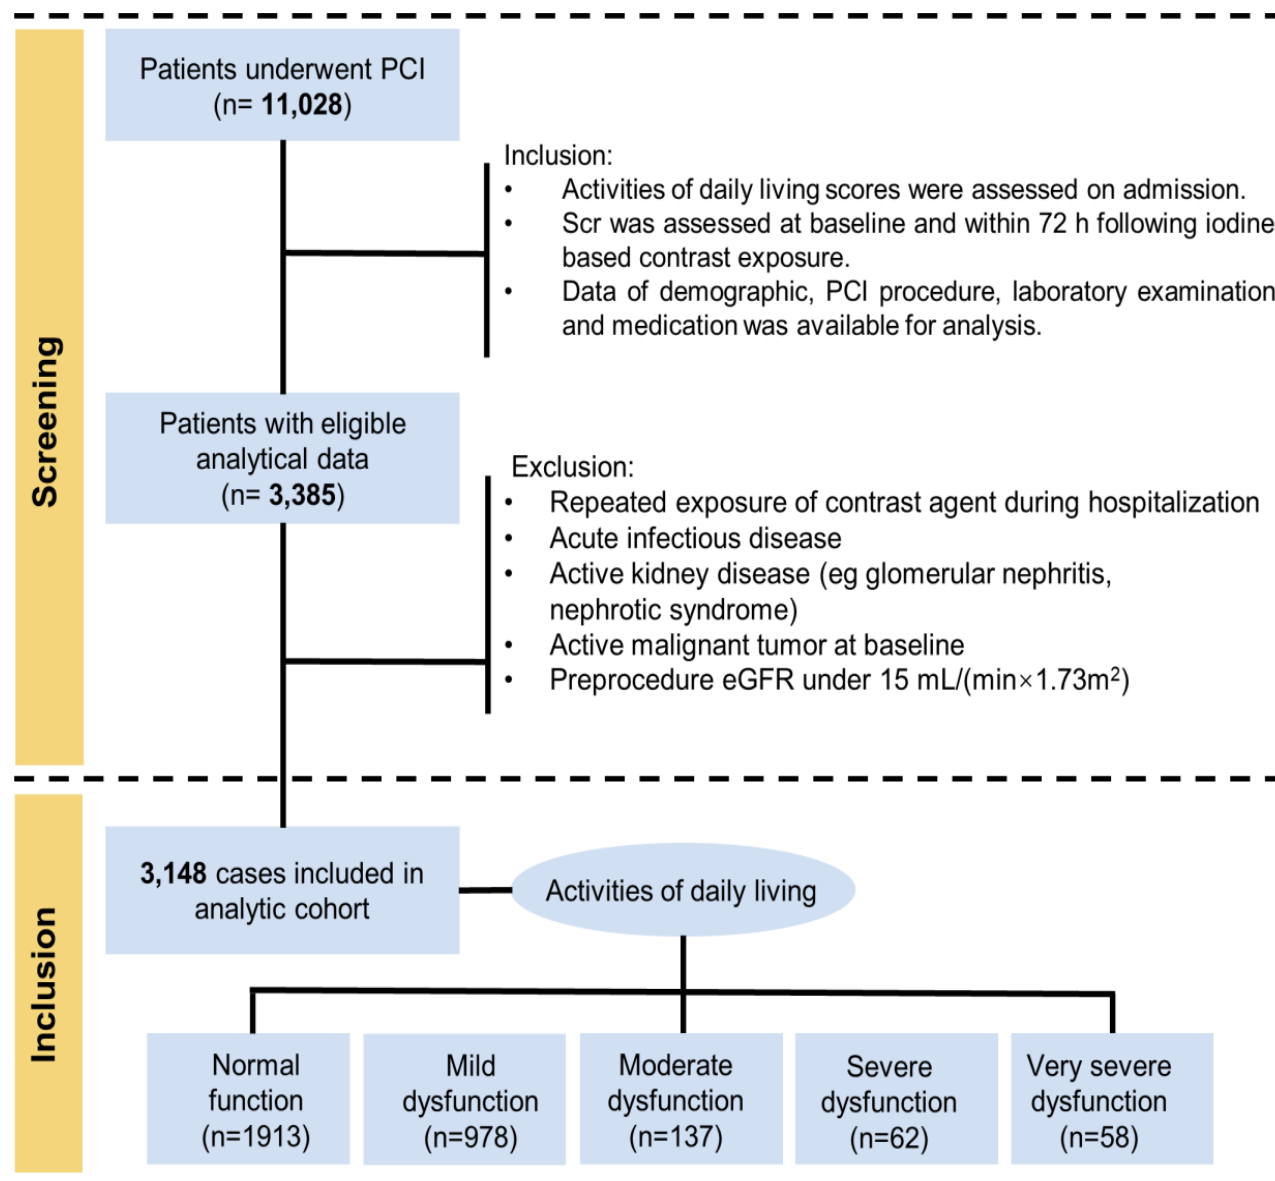 Screening
Patients underwent PCI
(n= 11,028)
Inclusion:
• Activities of daily living scores were assessed on admission.
• Scr was assessed at baseline and within 72 h following iodine
based contrast exposure.
• Data of demographic, PCI procedure, laboratory examination
and medication was available for analysis.
Patients with eligible
analytical data
(n= 3,385)
Exclusion:
• Repeated exposure of contrast agent during hospitalization
• Acute infectious disease
• Active kidney disease (eg glomerular nephritis,
nephrotic syndrome)
• Active malignant tumor at baseline
• Preprocedure eGFR under 15 mL/(min×1.73m²)
Inclusion
3,148 cases included in
analytic cohort
Activities of daily living
Normal
function
(n=1913)
Mild
dysfunction
(n=978)
Moderate
dysfunction
(n=137)
Severe
dysfunction
(n=62)
Very severe
dysfunction
(n=58)